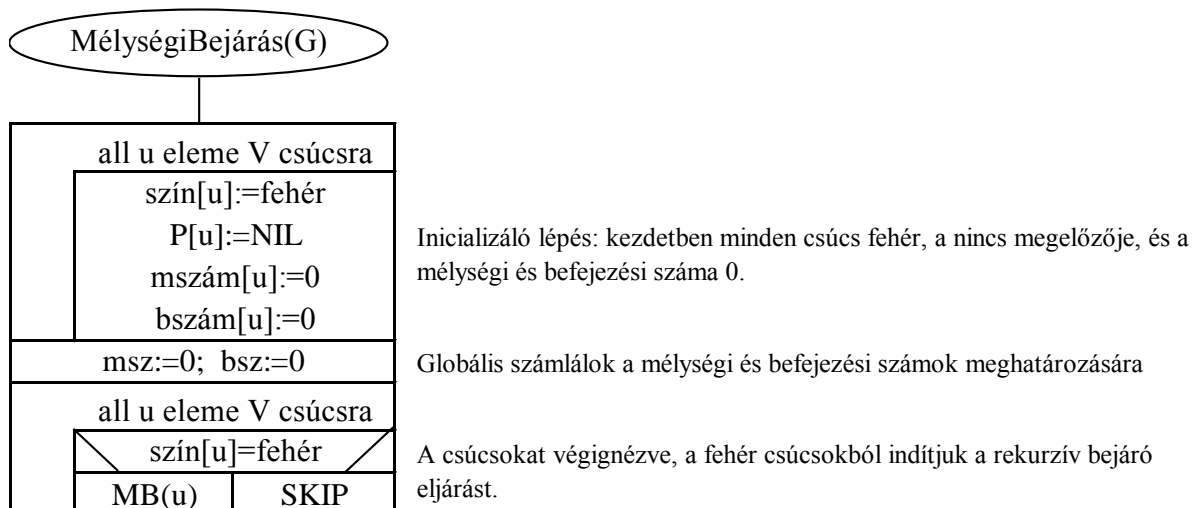 MélységiBejárás(G)
all u eleme V csúcsra
szín[u]:=fehér
P[u]:=NIL
mszám[u]:=0
bszám[u]:=0
Inicializáló lépés: kezdetben minden csúcs fehér, a nincs megelőzője, és a
mélységi és befejezési száma 0.
msz:=0; bsz:=0
Globális számlálok a mélységi és befejezési számok meghatározására
all u eleme V csúcsra
szín[u]=fehér
MB(u) SKIP
A csúcsokat végignézve, a fehér csúcsokból indítjuk a rekurzív bejáró
eljárást.